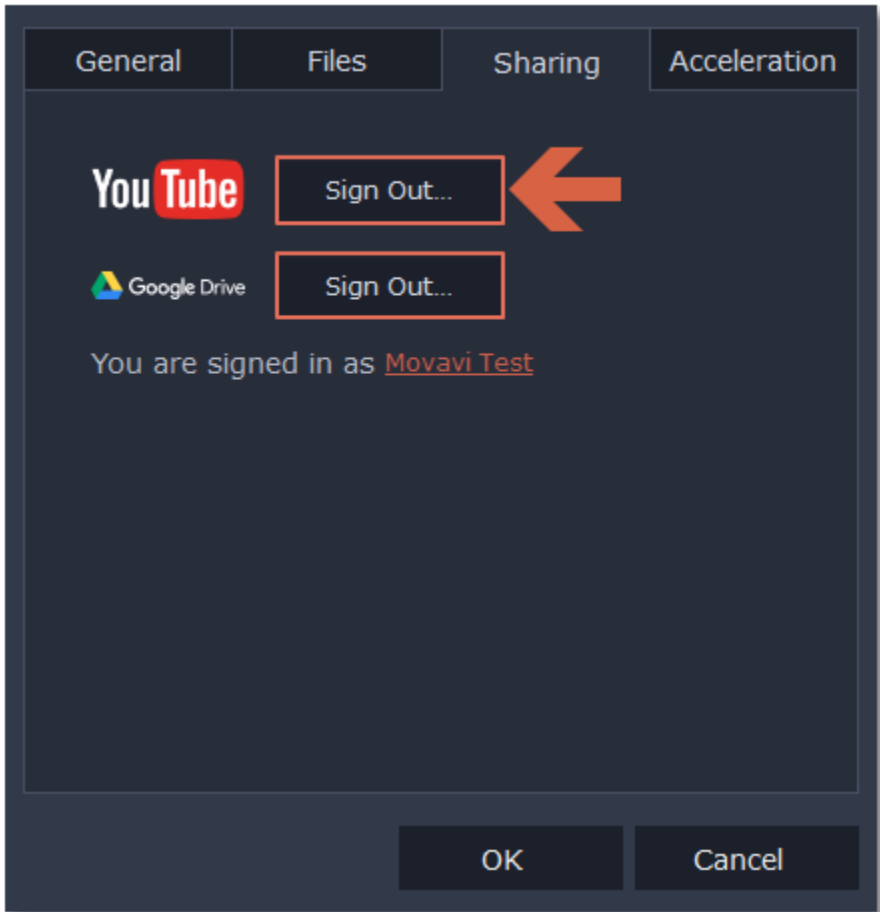 General Files Sharing Acceleration
YouTube Sign Out...
Google Drive Sign Out...
You are signed in as Movavi Test
OK Cancel